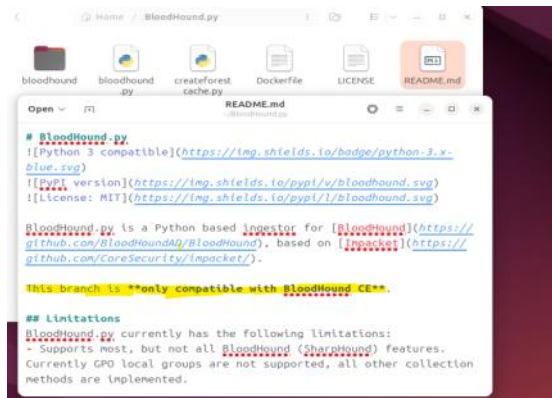 Home / BloodHound.py
bloodhound
bloodhound
.py
createforest
cache.py
Dockerfile
LICENSE
README.md
Open
README.md
~/BloodHound.py
# BloodHound.py
![Python 3 compatible](https://img.shields.io/badge/python-3.x-
blue.svg)
![PyPI version](https://img.shields.io/pypi/v/bloodhound.svg)
![License: MIT](https://img.shields.io/pypi/l/bloodhound.svg)
BloodHound.py is a Python based ingestor for [BloodHound](https://
github.com/BloodHoundAD/BloodHound), based on [Impacket](https://
github.com/CoreSecurity/impacket/).
This branch is **only compatible with BloodHound CE**.
## Limitations
BloodHound.py currently has the following limitations:
- Supports most, but not all BloodHound (SharpHound) features.
Currently GPO local groups are not supported, all other collection
methods are implemented.